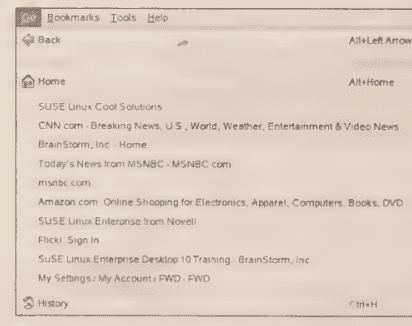 Go Bookmarks Tools Help
Back Alt+Left Arrow
Home Alt+Home
SUSE Linux Cool Solutions
CNN.com - Breaking News, U.S., World, Weather, Entertainment & Video News
BrainStorm, Inc. - Home
Today's News from MSNBC - MSNBC.com
msnbc.com
Amazon.com: Online Shopping for Electronics, Apparel, Computers, Books, DVD
SUSE Linux Enterprise from Novell
Flickr: Sign In
SuSE Linux Enterprise Desktop 10 Training - BrainStorm, Inc
My Settings / My Account / FWD - FWD
History Ctrl+H